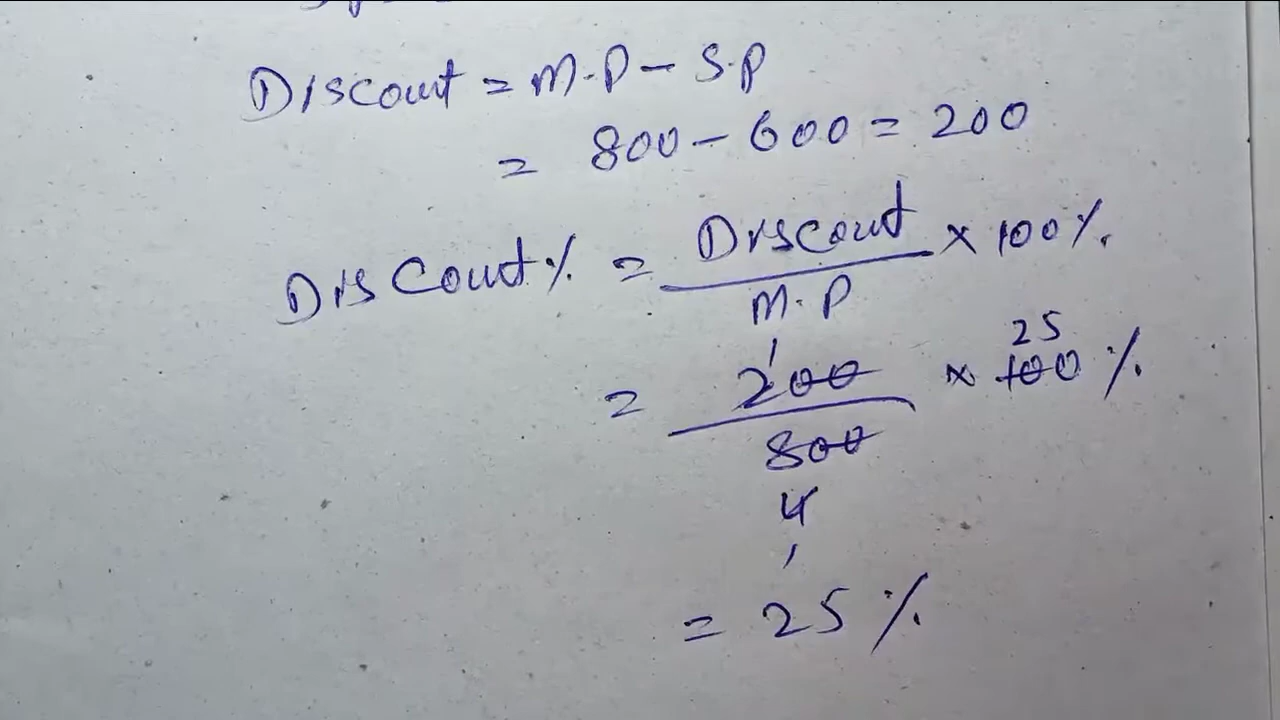 Discount = M.P - S.P
= 800 - 600 = 200
Discount % = Discount / M.P × 100%
1 25
= 200 / 800 × 100 %
4
1
= 25 %